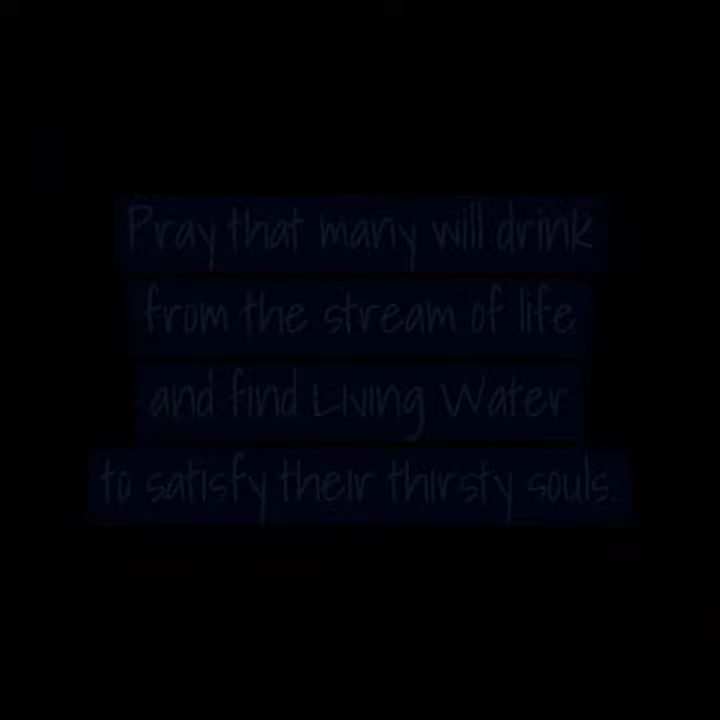 Pray that many will drink
from the stream of life
and find Living Water
to satisfy their thirsty souls.